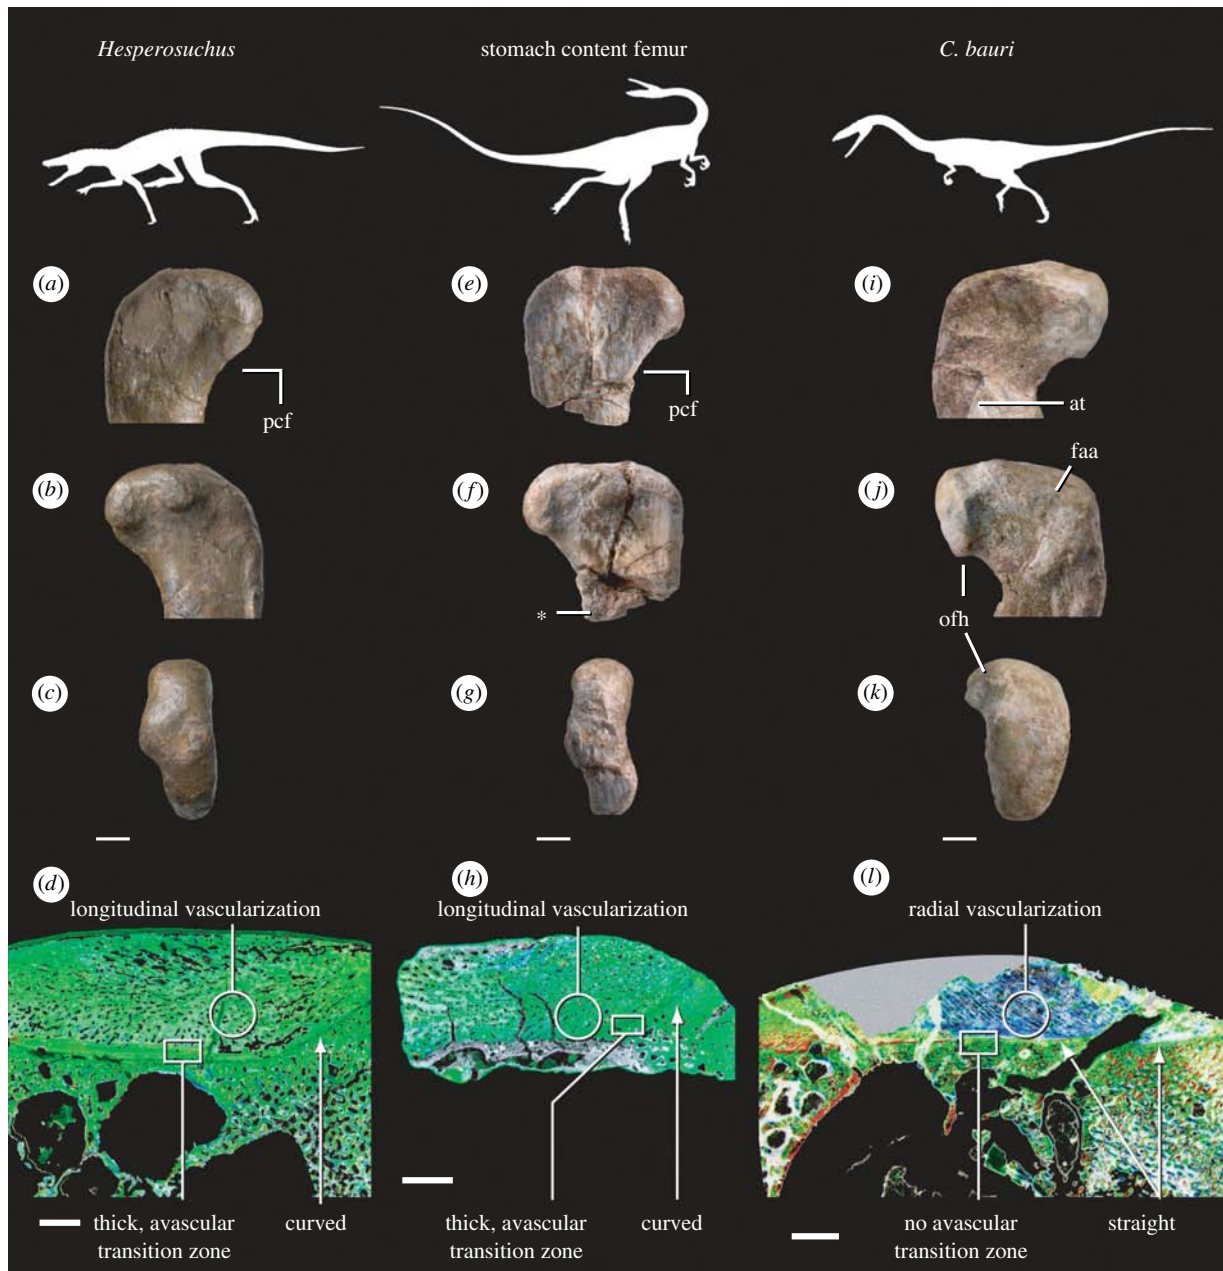 Hesperosuchus
stomach content femur
C. bauri
(a)
pcf
(e)
pcf
(i)
at
(b)
(f)
*
(j)
faa
ofh
(c)
(g)
(k)
(d)
longitudinal vascularization
(h)
longitudinal vascularization
(l)
radial vascularization
thick, avascular
transition zone
curved
thick, avascular
transition zone
curved
no avascular
transition zone
straight